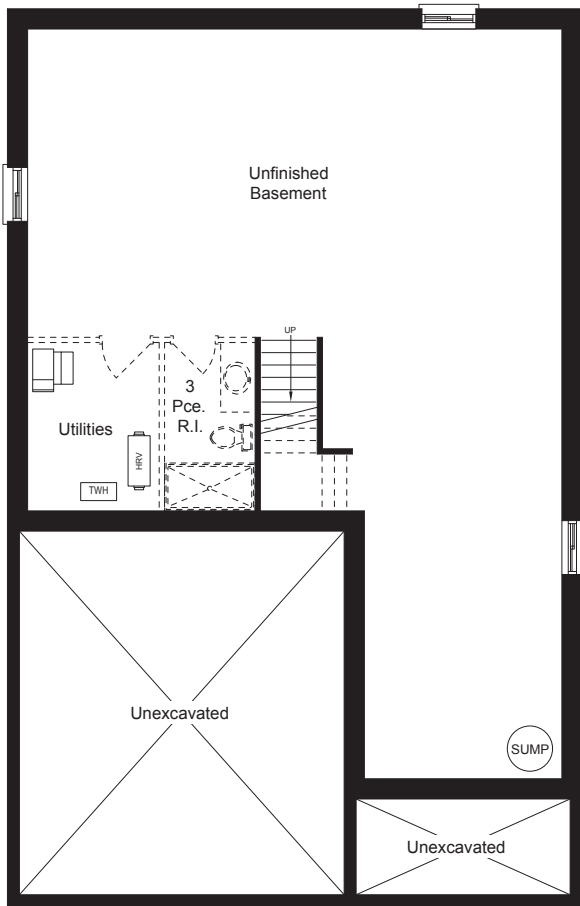 Unfinished
Basement
UP
3
Pce.
R.I.
Utilities
HRV
TWH
Unexcavated
SUMP
Unexcavated